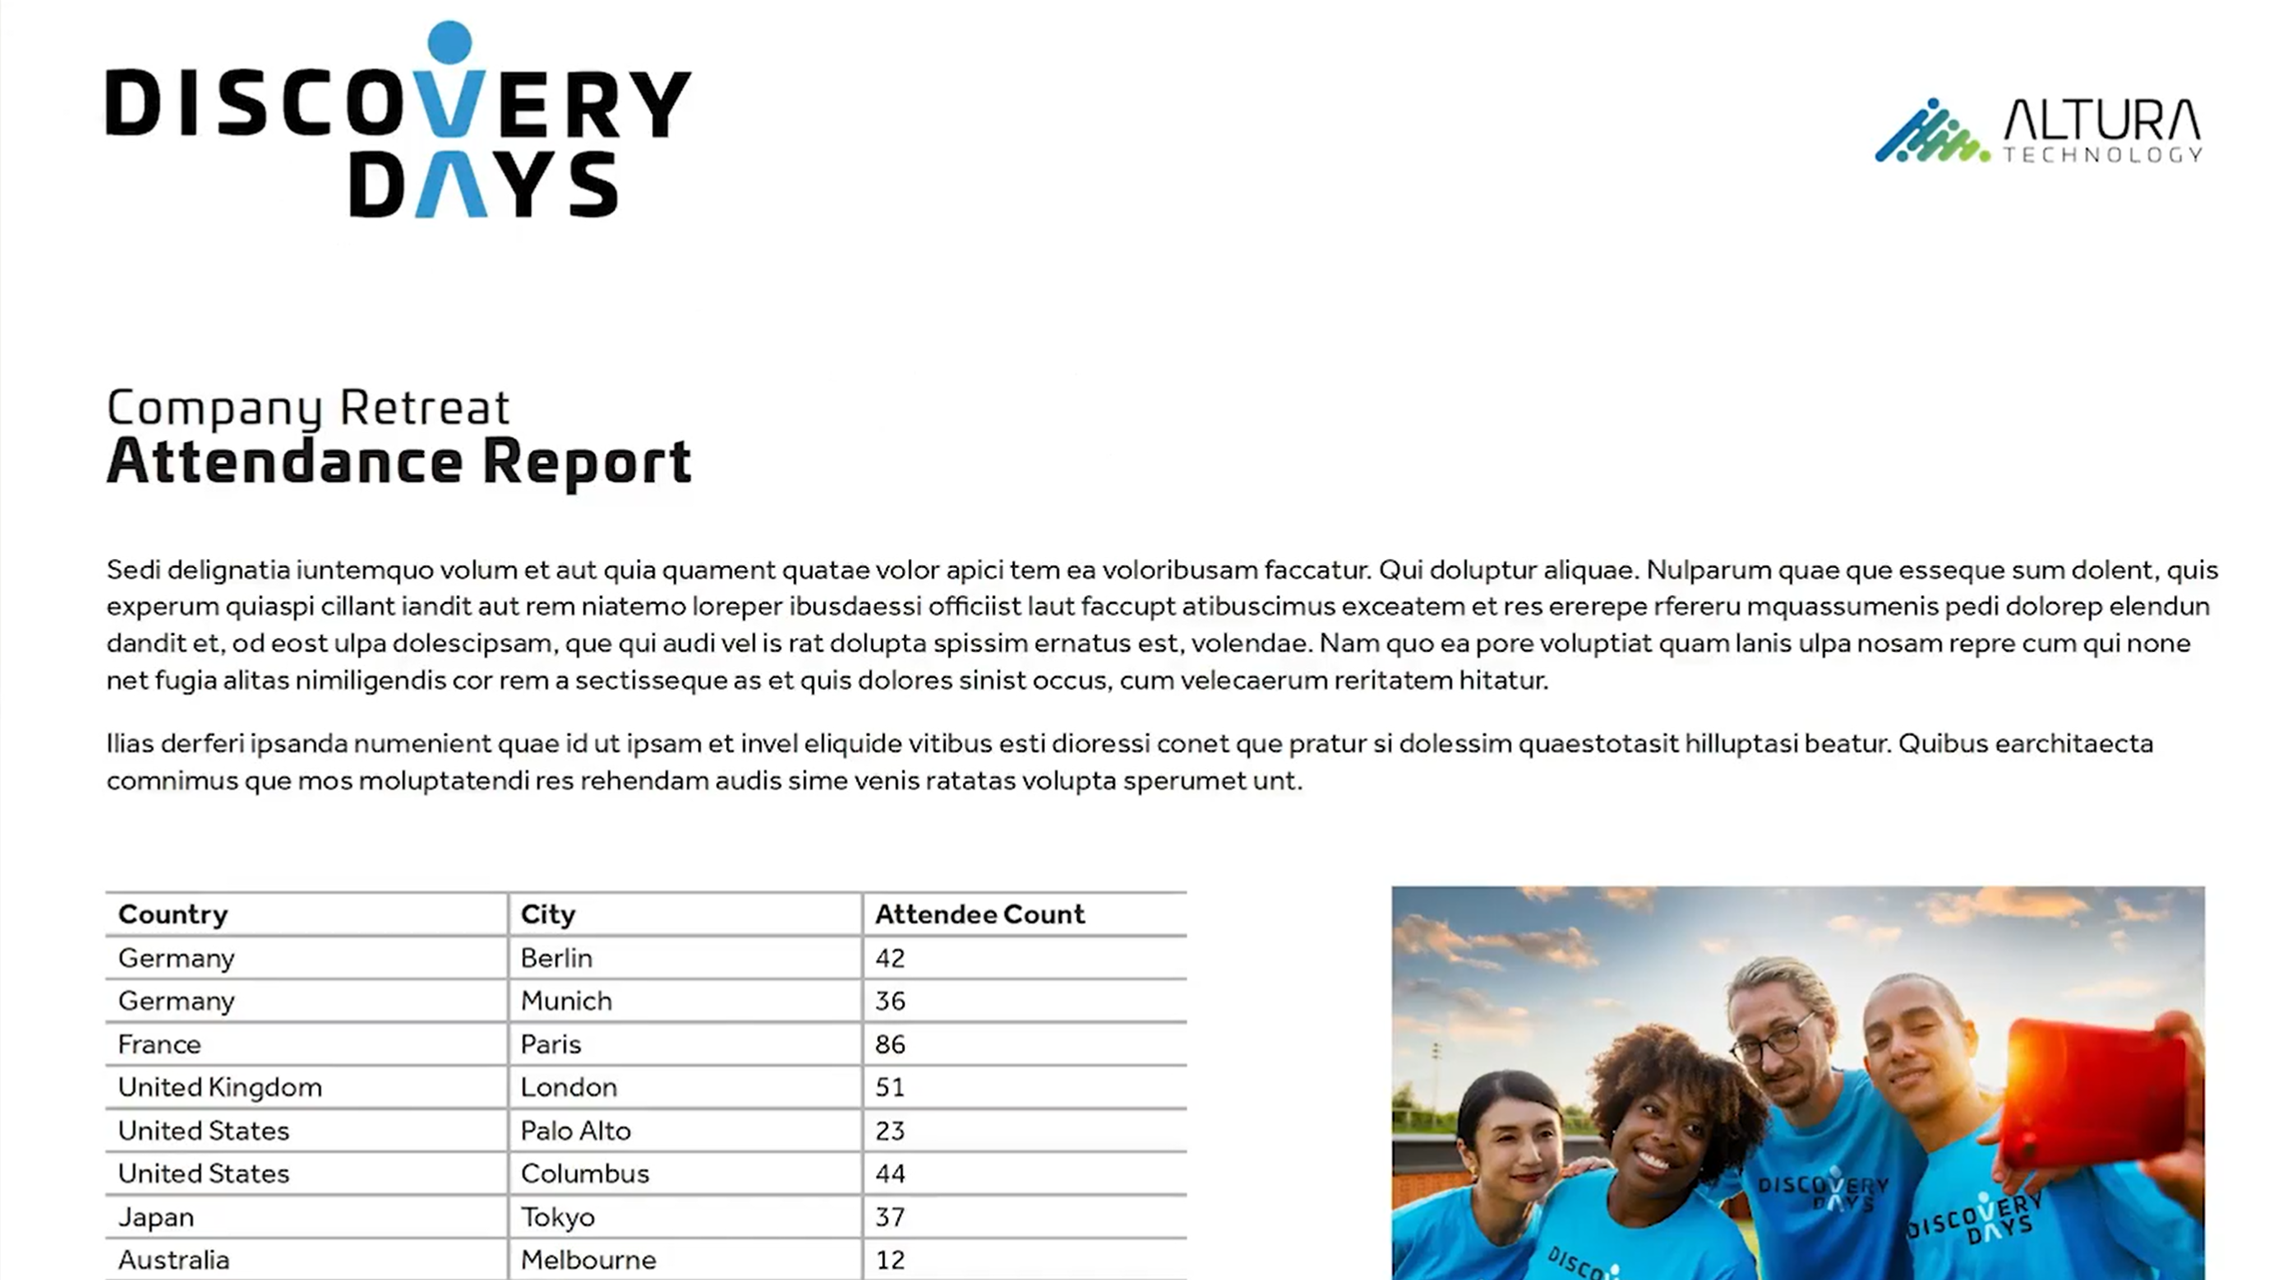 DISCOVERY
DAYS
ALTURA
TECHNOLOGY
Company Retreat
Attendance Report
Sedi delignatia iuntemquo volum et aut quia quament quatae volor apici tem ea voloribusam faccatur. Qui doluptur aliquae. Nulparum quae que esseque sum dolent, quis
experum quiaspi cillant iandit aut rem niatemo loreper ibusdaessi officiist laut faccupt atibuscimus exceatem et res ererepe rfereru mquassumenis pedi dolorep elendun
dandit et, od eost ulpa dolescipsam, que qui audi vel is rat dolupta spissim ernatus est, volendae. Nam quo ea pore voluptiat quam lanis ulpa nosam repre cum qui none
net fugia alitas nimiligendis cor rem a sectisseque as et quis dolores sinist occus, cum velecaerum reritatem hitatur.
Ilias derferi ipsanda numenient quae id ut ipsam et invel eliquide vitibus esti dioressi conet que pratur si dolessim quaestotasit hilluptasi beatur. Quibus earchitaecta
comnimus que mos moluptatendi res rehendam audis sime venis ratatas volupta sperumet unt.
Country City Attendee Count
Germany Berlin 42
Germany Munich 36
France Paris 86
United Kingdom London 51
United States Palo Alto 23
United States Columbus 44
Japan Tokyo 37
Australia Melbourne 12
DISCOVERY
DAYS
DISCOVERY
DAYS